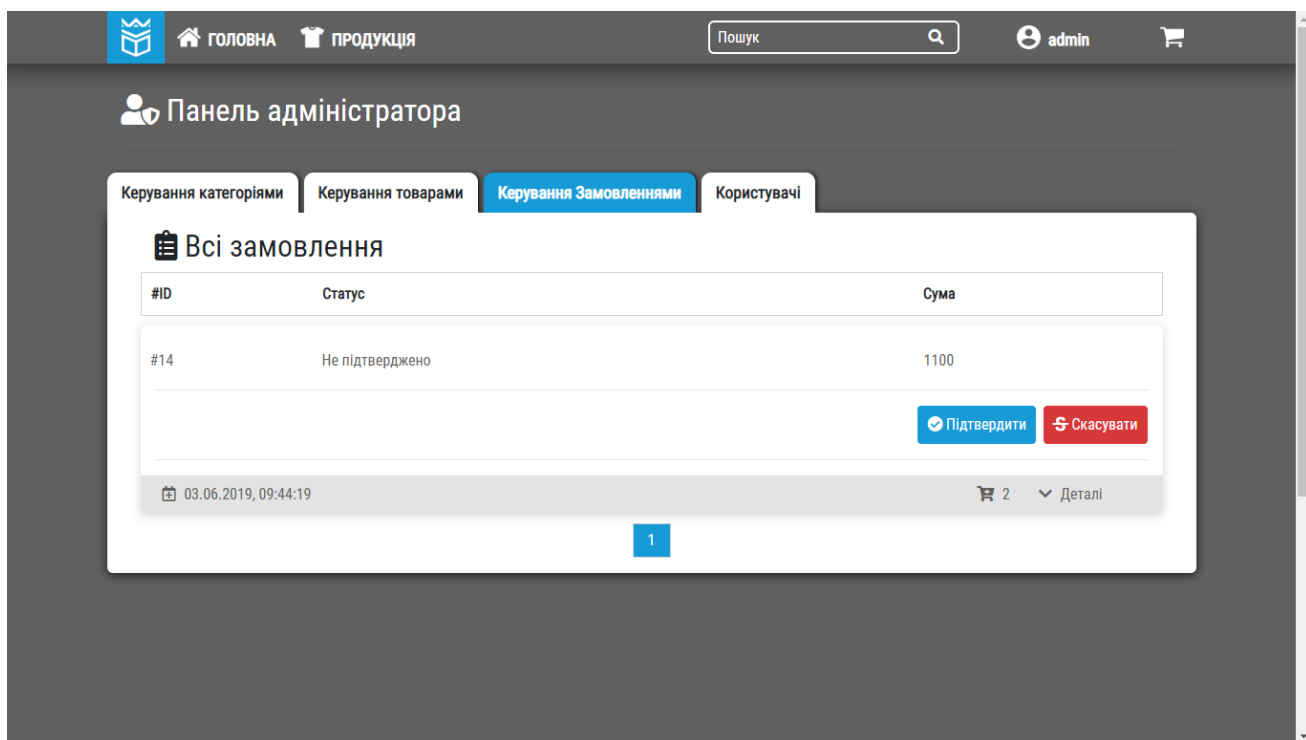 ГОЛОВНА ПРОДУКЦІЯ Пошук admin
Панель адміністратора
Керування категоріями Керування товарами Керування Замовленнями Користувачі
Всі замовлення
#ID Статус Сума
#14 Не підтверджено 1100
Підтвердити Скасувати
03.06.2019, 09:44:19 2 Деталі
1